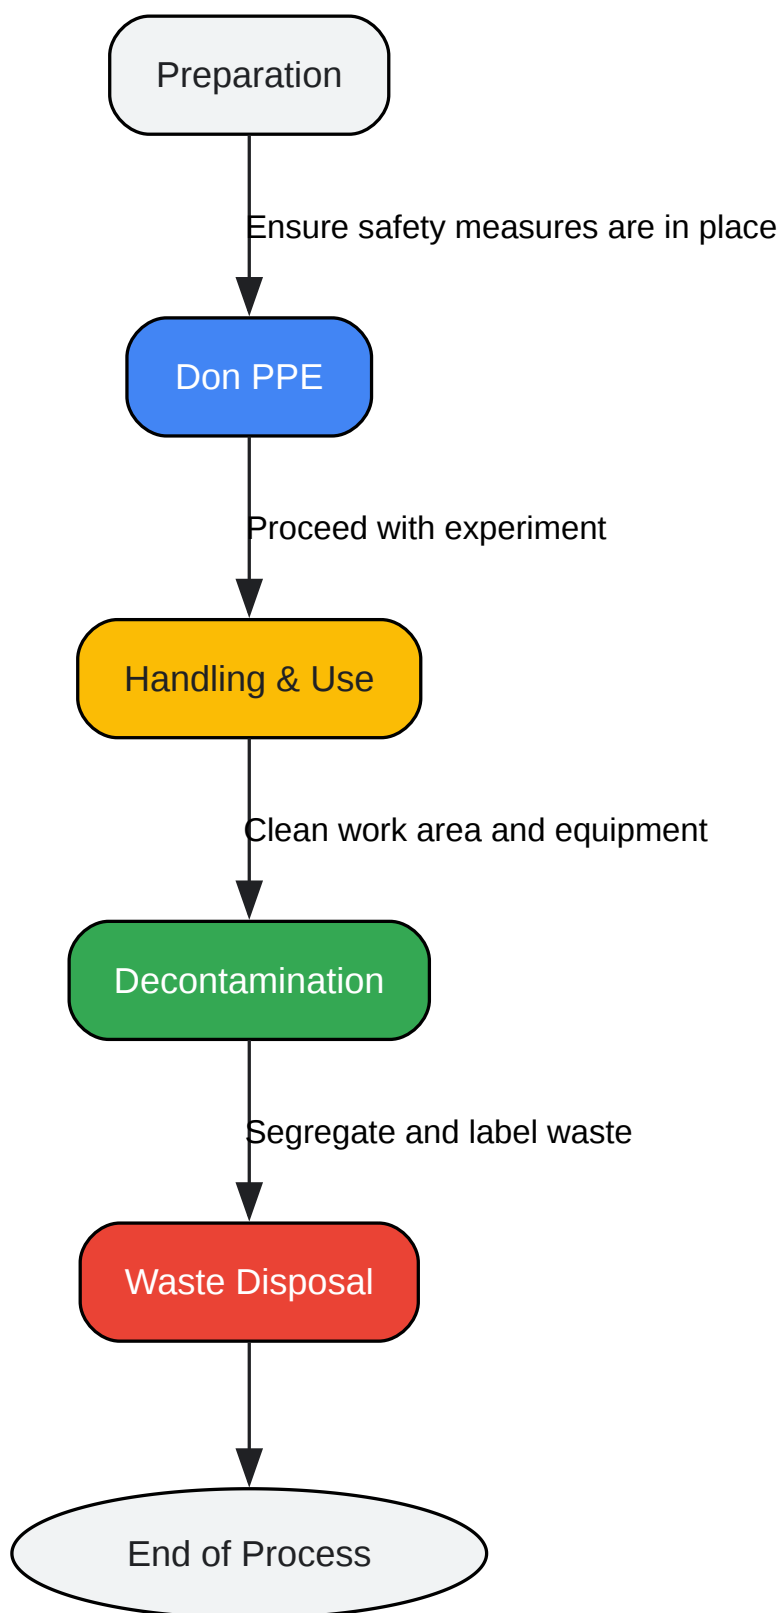 Preparation
Ensure safety measures are in place
Don PPE
Proceed with experiment
Handling & Use
Clean work area and equipment
Decontamination
Segregate and label waste
Waste Disposal
End of Process